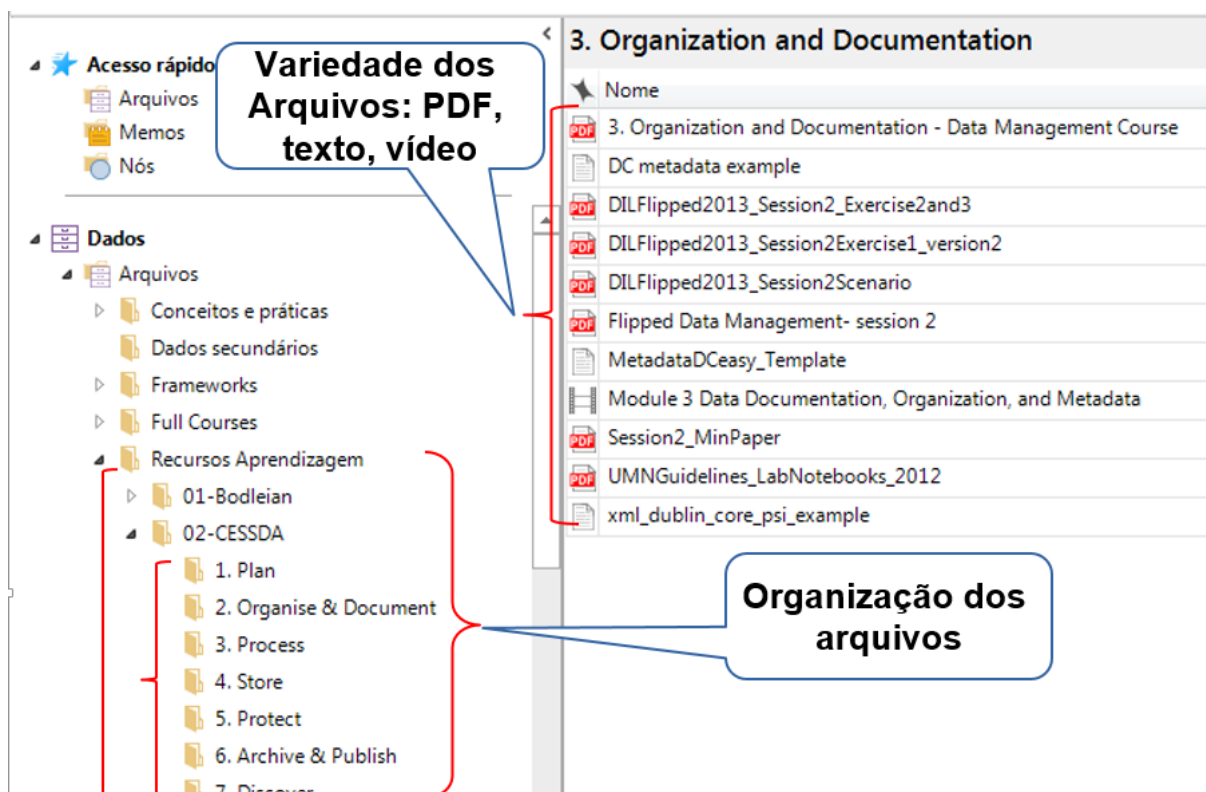 Acesso rápido
Arquivos
Memos
Nós
Variedade dos
Arquivos: PDF,
texto, vídeo
Dados
Arquivos
Conceitos e práticas
Dados secundários
Frameworks
Full Courses
Recursos Aprendizagem
01-Bodleian
02-CESSDA
1. Plan
2. Organise & Document
3. Process
4. Store
5. Protect
6. Archive & Publish
7. Discover
3. Organization and Documentation
Nome
3. Organization and Documentation - Data Management Course
DC metadata example
DILFlipped2013_Session2_Exercise2and3
DILFlipped2013_Session2Exercise1_version2
DILFlipped2013_Session2Scenario
Flipped Data Management- session 2
MetadataDCeasy_Template
Module 3 Data Documentation, Organization, and Metadata
Session2_MinPaper
UMNGuidelines_LabNotebooks_2012
xml_dublin_core_psi_example
Organização dos
arquivos